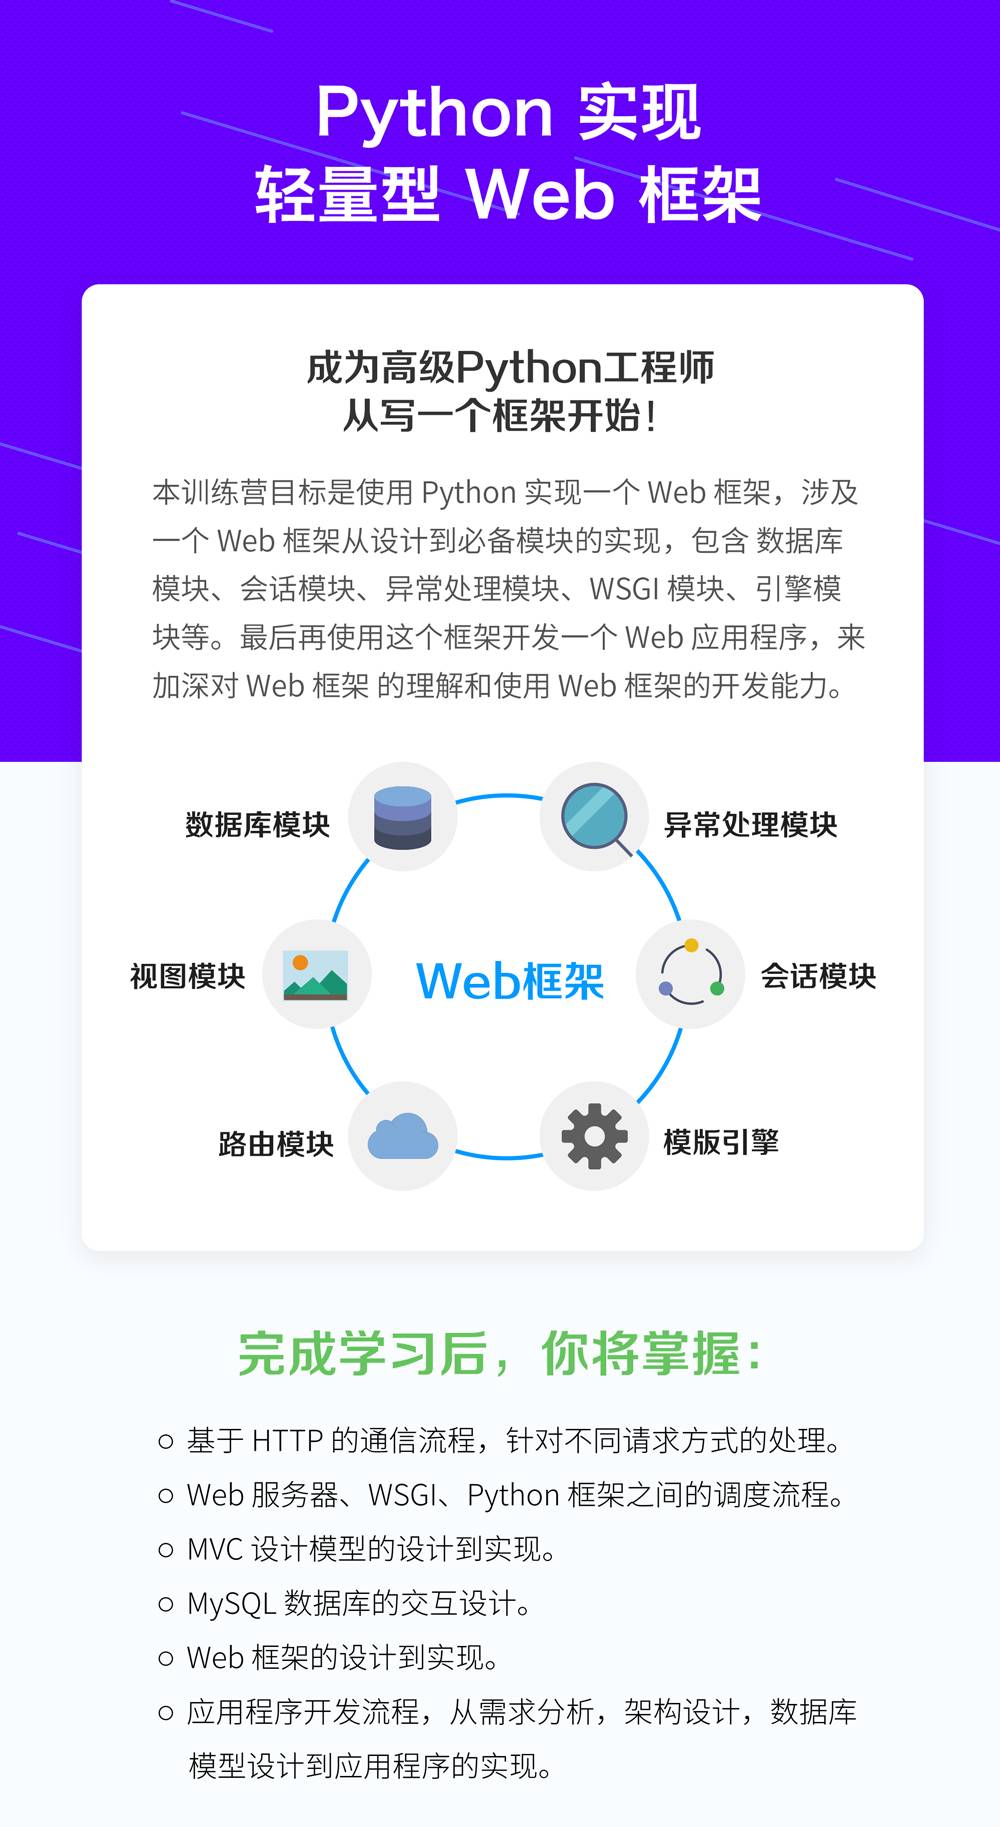 Python 实现
轻量型 Web 框架
成为高级Python工程师
从写一个框架开始！
本训练营目标是使用 Python 实现一个 Web 框架，涉及
一个 Web 框架从设计到必备模块的实现，包含 数据库
模块、会话模块、异常处理模块、WSGI 模块、引擎模
块等。最后再使用这个框架开发一个 Web 应用程序，来
加深对 Web 框架 的理解和使用 Web 框架的开发能力。
数据库模块
异常处理模块
视图模块
Web框架
会话模块
路由模块
模版引擎
完成学习后，你将掌握：
○ 基于 HTTP 的通信流程，针对不同请求方式的处理。
○ Web 服务器、WSGI、Python 框架之间的调度流程。
○ MVC 设计模型的设计到实现。
○ MySQL 数据库的交互设计。
○ Web 框架的设计到实现。
○ 应用程序开发流程，从需求分析，架构设计，数据库
模型设计到应用程序的实现。